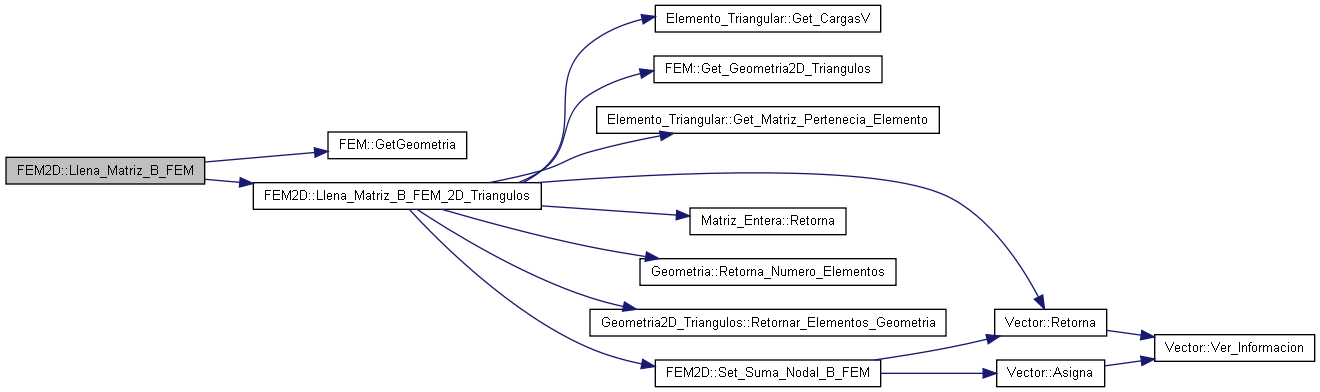 Elemento_Triangular::Get_CargasV
FEM::Get_Geometria2D_Triangulos
Elemento_Triangular::Get_Matriz_Pertenecia_Elemento
FEM::GetGeometria
FEM2D::Llena_Matriz_B_FEM
FEM2D::Llena_Matriz_B_FEM_2D_Triangulos
Matriz_Entera::Retorna
Geometria::Retorna_Numero_Elementos
Geometria2D_Triangulos::Retornar_Elementos_Geometria
Vector::Retorna
Vector::Ver_Informacion
FEM2D::Set_Suma_Nodal_B_FEM
Vector::Asigna